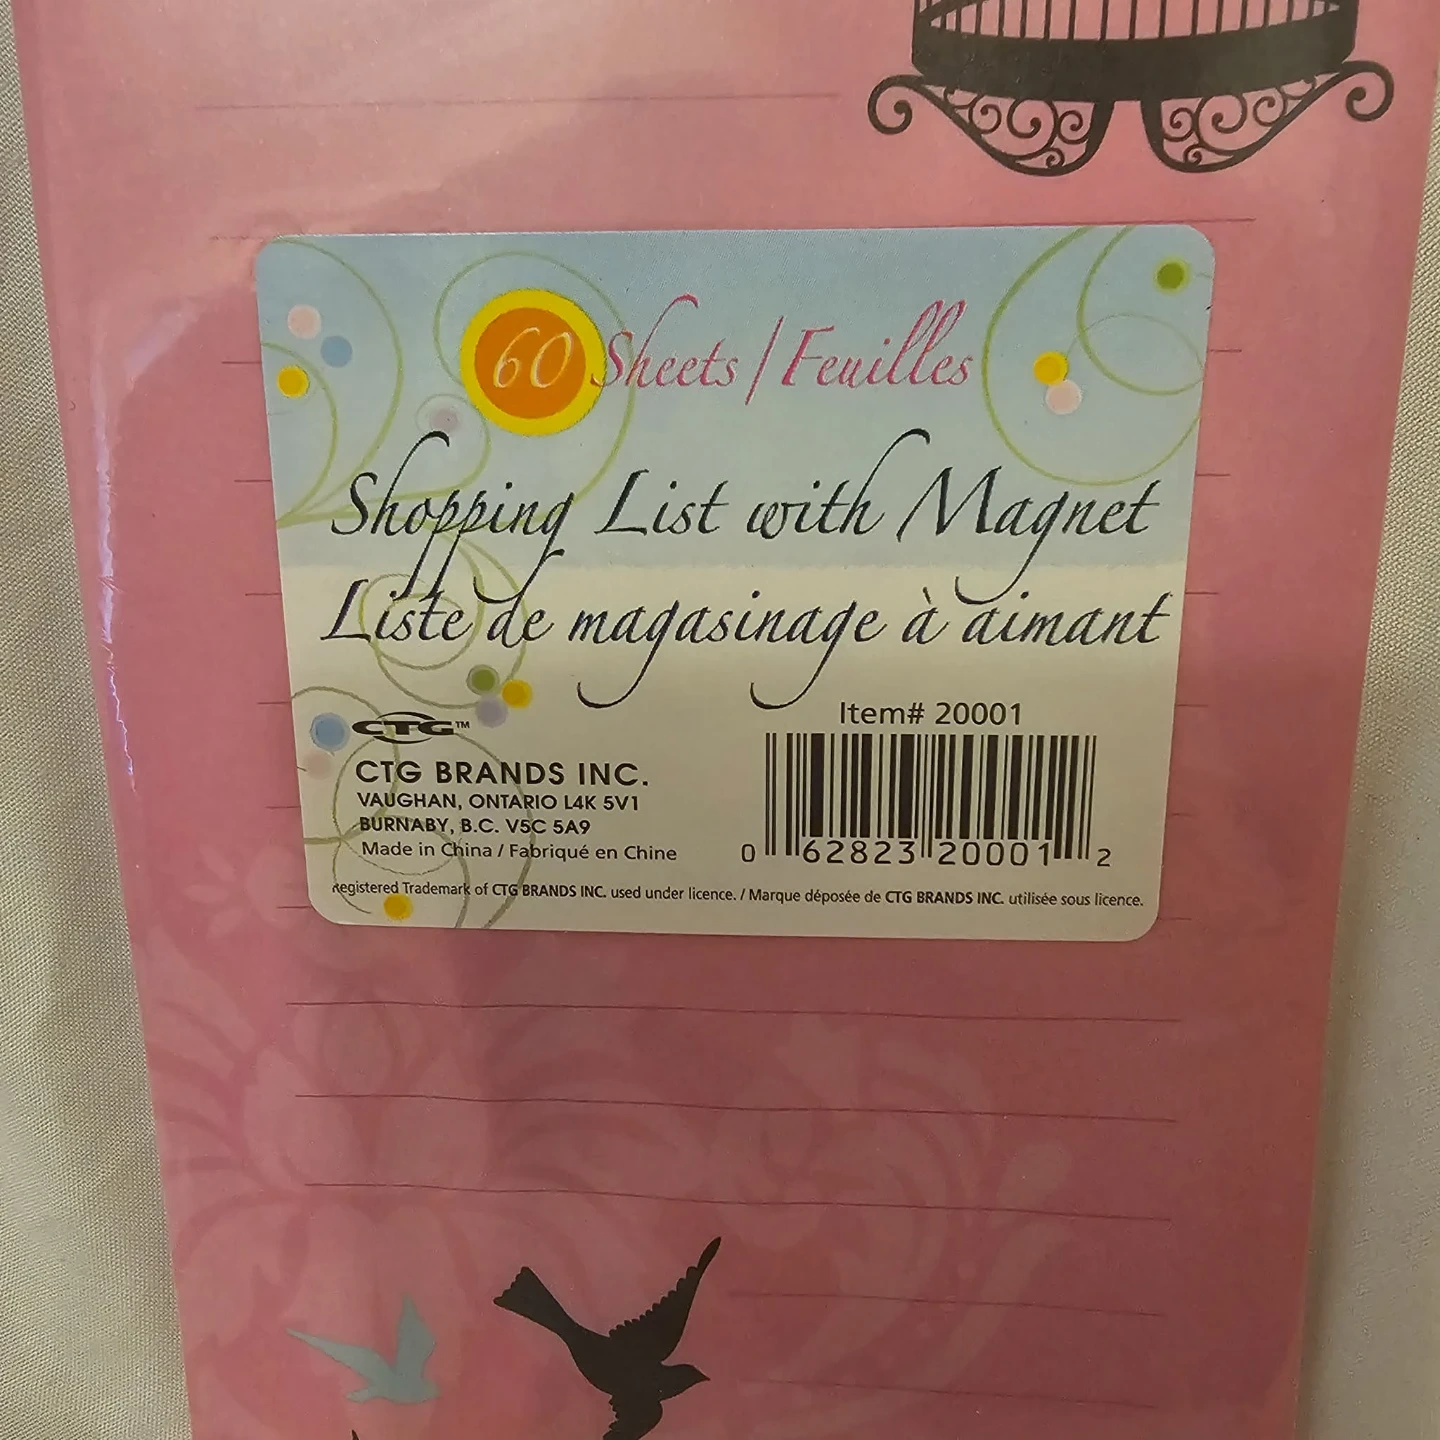 60 Sheets / Feuilles
Shopping List with Magnet
Liste de magasinage à aimant
CTG™
CTG BRANDS INC.
VAUGHAN, ONTARIO L4K 5V1
BURNABY, B.C. V5C 5A9
Made in China / Fabriqué en Chine
Item# 20001
0 62823 20001 2
Registered Trademark of CTG BRANDS INC. used under licence. / Marque déposée de CTG BRANDS INC. utilisée sous licence.